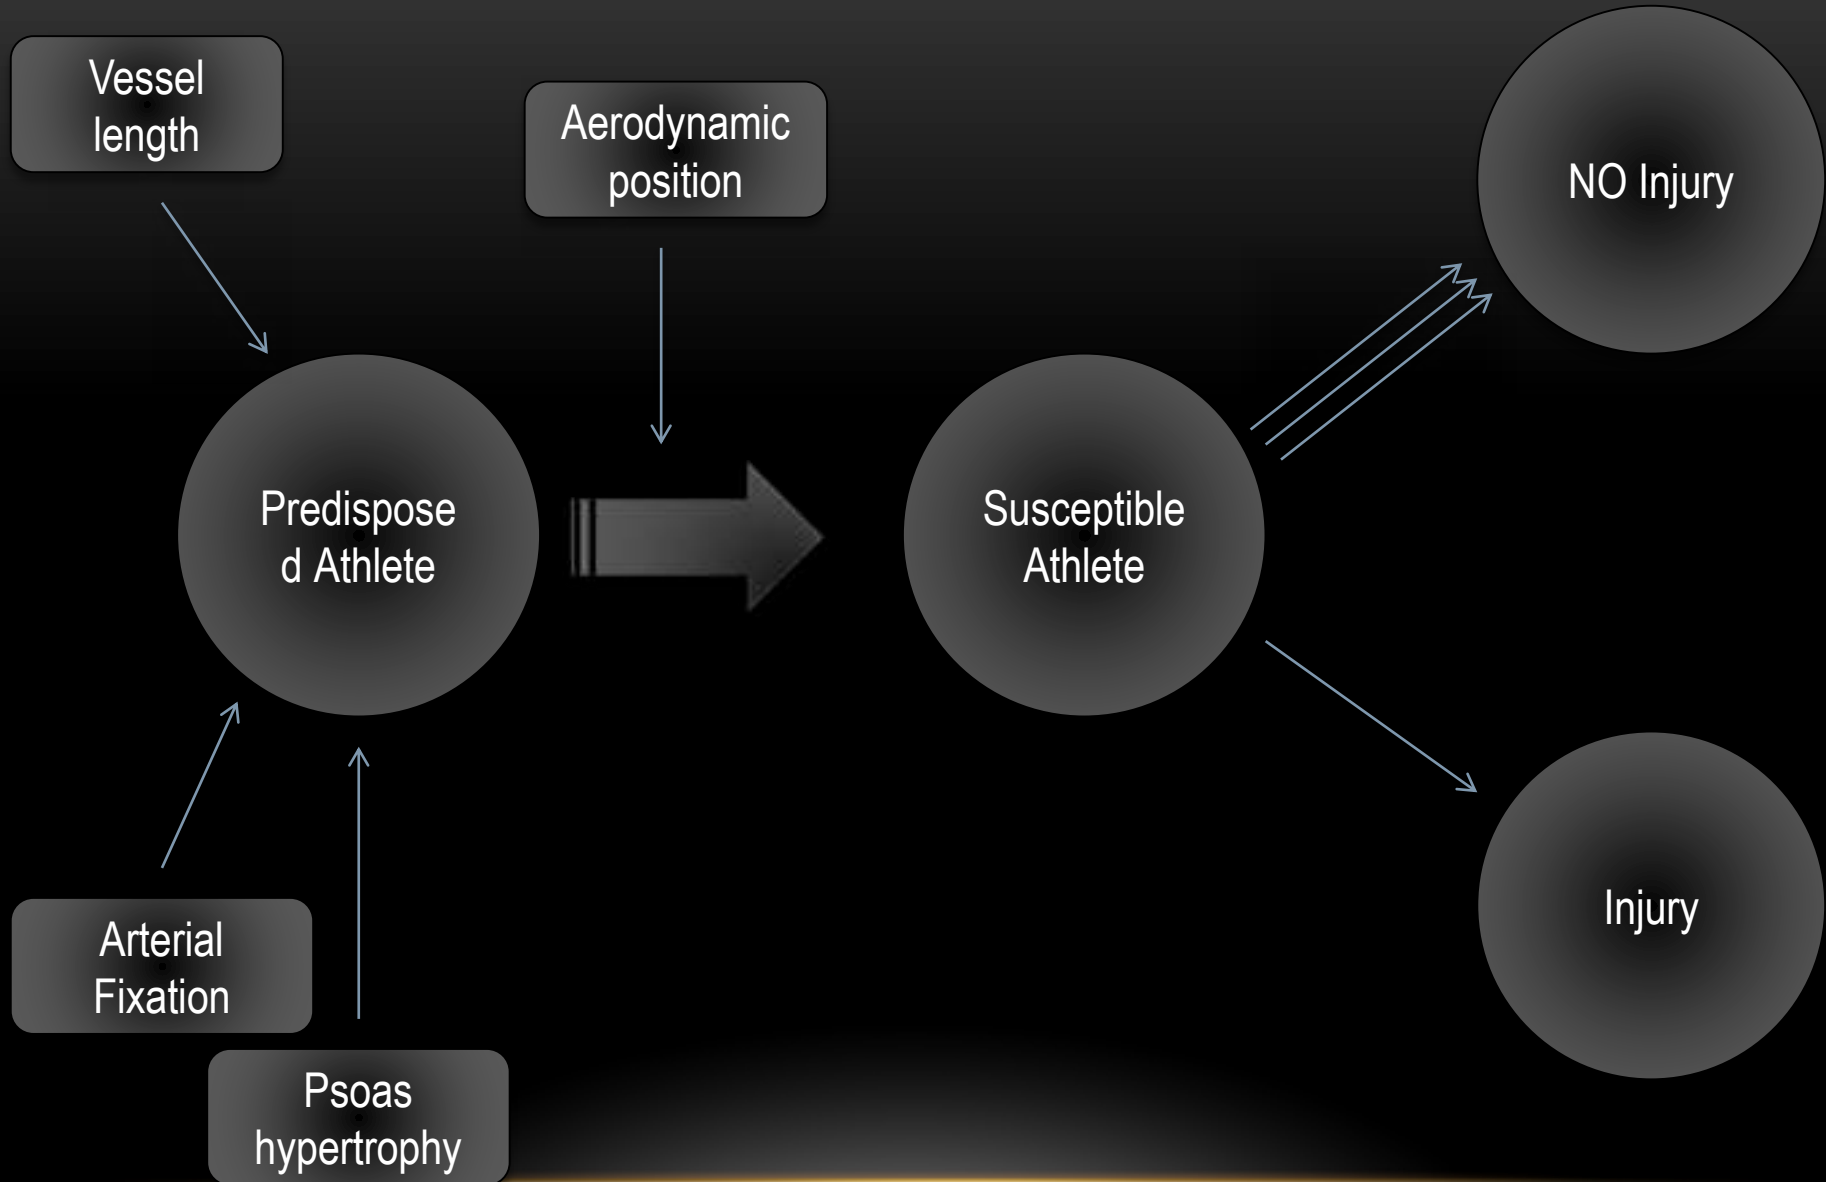 Vessel
length
Aerodynamic
position
NO Injury
Predispose
d Athlete
Susceptible
Athlete
Arterial
Fixation
Injury
Psoas
hypertrophy